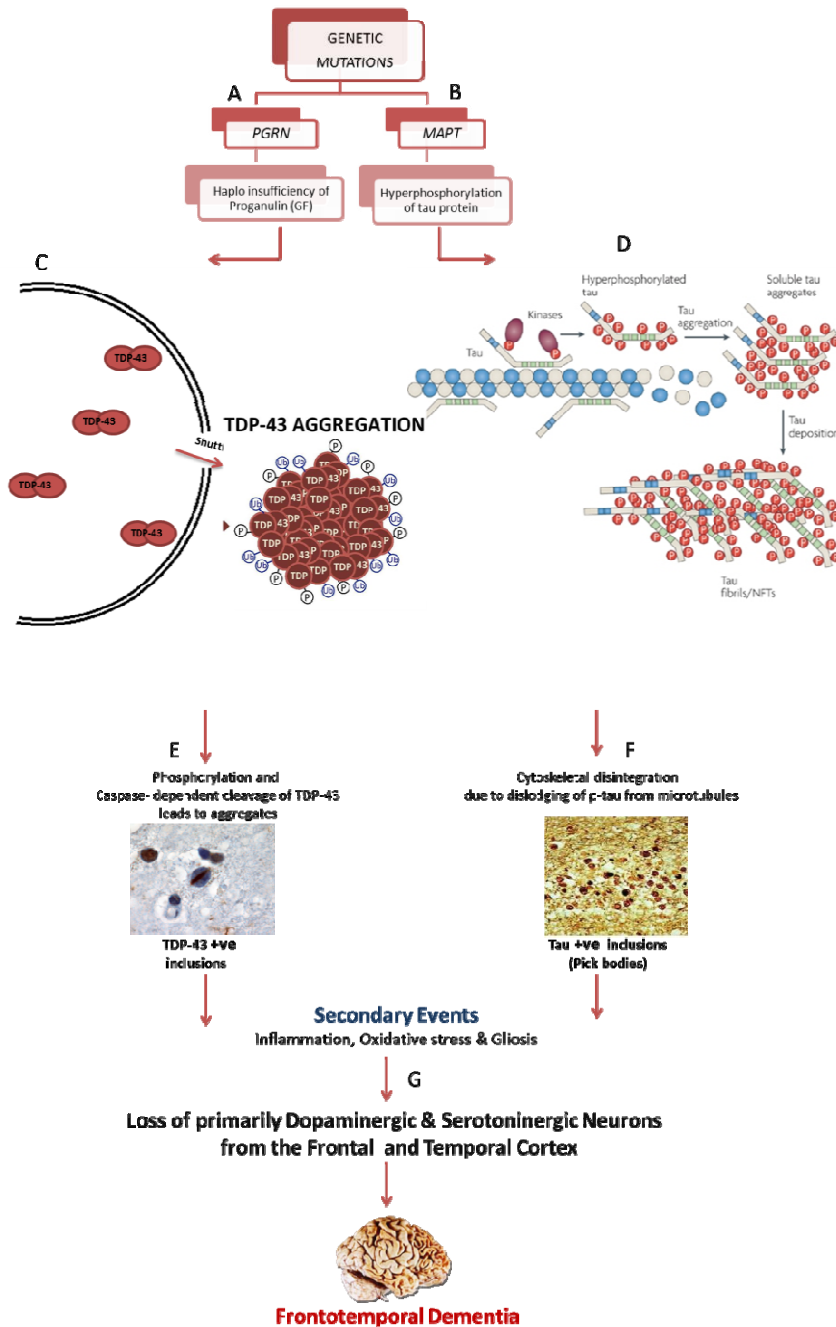 GENETIC
MUTATIONS
A
B
PGRN
MAPT
Haplo insufficiency of
Proganulin (GF)
Hyperphosphorylation
of tau protein
C
D
TDP-43
TDP-43
TDP-43
TDP-43
TDP-43 AGGREGATION
P
Ub
TDP
TDP 43
Hyperphosphorylated
tau
Kinases
Tau
Tau
aggregation
Soluble tau
aggregates
P
Tau
deposition
Tau
fibrils/NFTs
E
Phosphorylation and
Caspase- dependent cleavage of TDP-43
leads to aggregates
TDP-43 +ve
inclusions
F
Cytoskeletal disintegration
due to dislodging of p-tau from microtubules
Tau +ve inclusions
(Pick bodies)
Secondary Events
Inflammation, Oxidative stress & Gliosis
G
Loss of primarily Dopaminergic & Serotoninergic Neurons
from the Frontal and Temporal Cortex
Frontotemporal Dementia